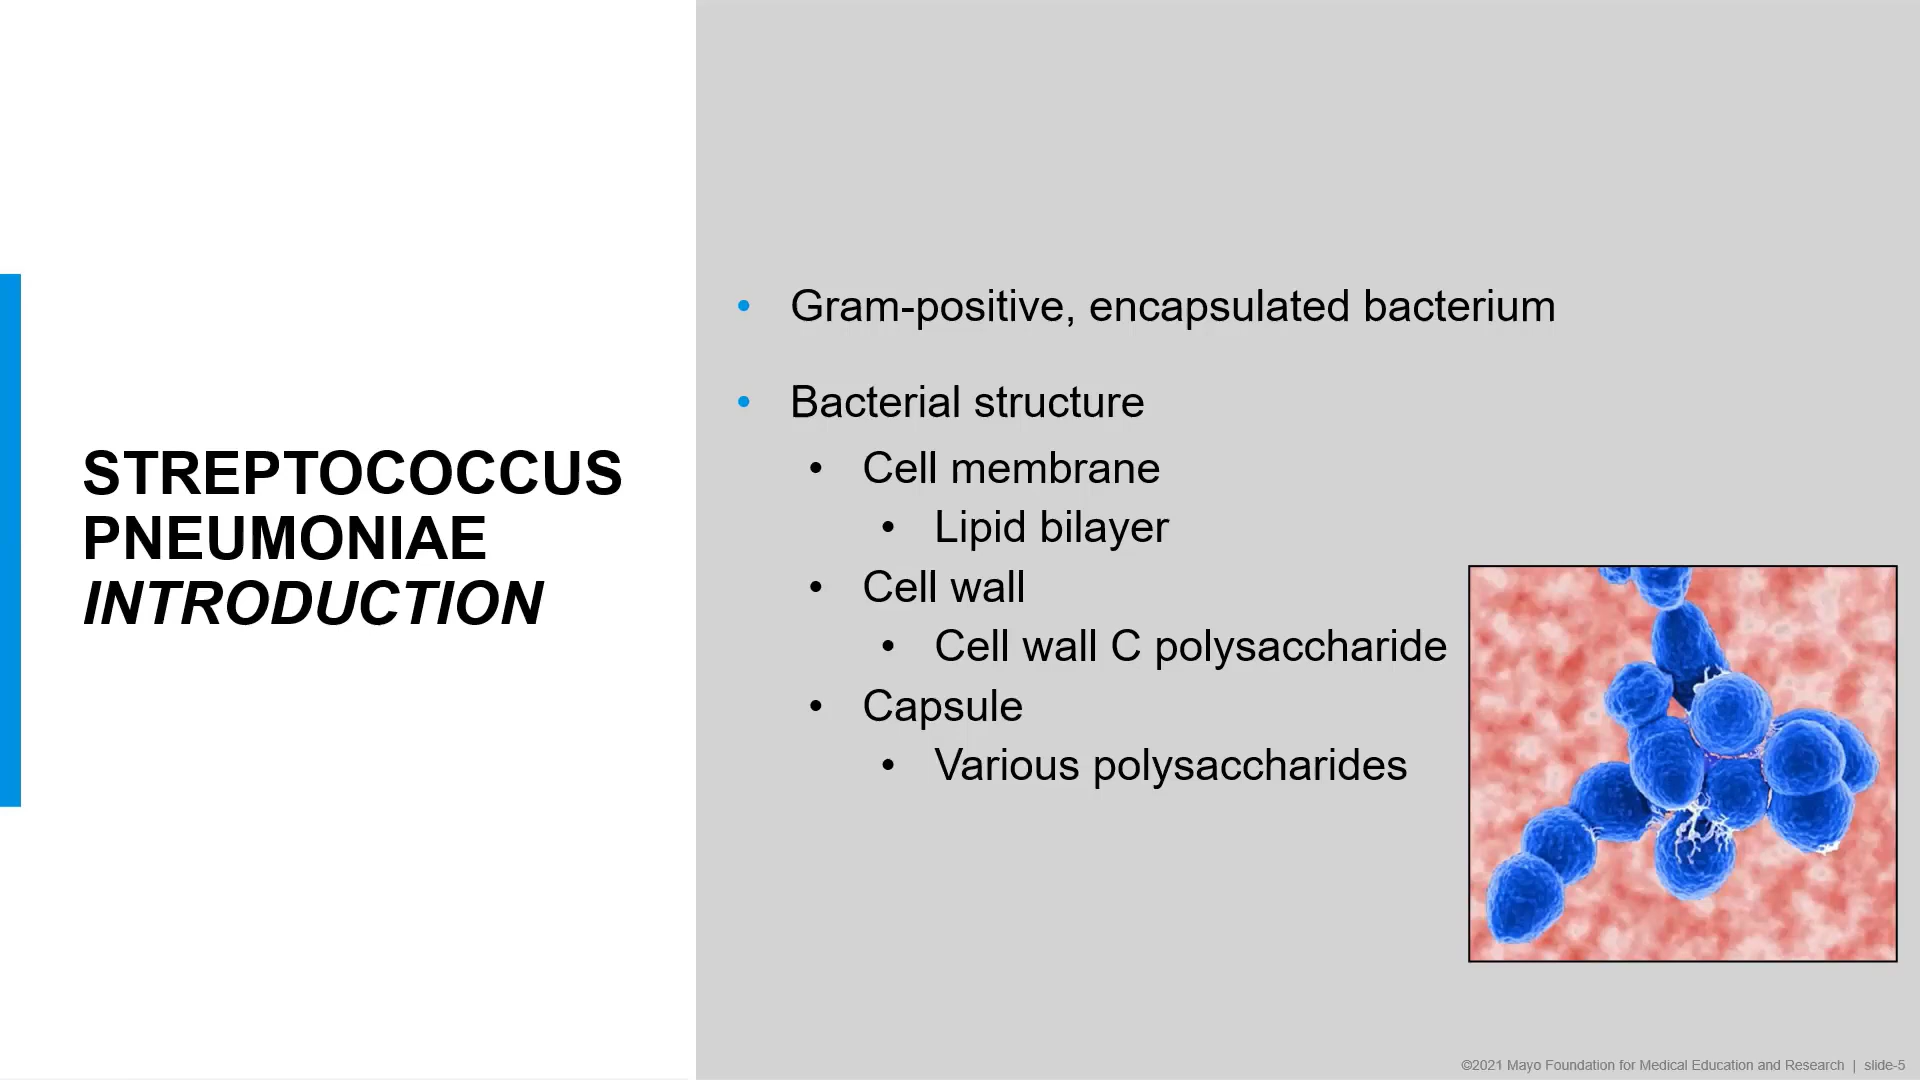 STREPTOCOCCUS
PNEUMONIAE
INTRODUCTION
• Gram-positive, encapsulated bacterium
• Bacterial structure
• Cell membrane
• Lipid bilayer
• Cell wall
• Cell wall C polysaccharide
• Capsule
• Various polysaccharides
©2021 Mayo Foundation for Medical Education and Research | slide-5